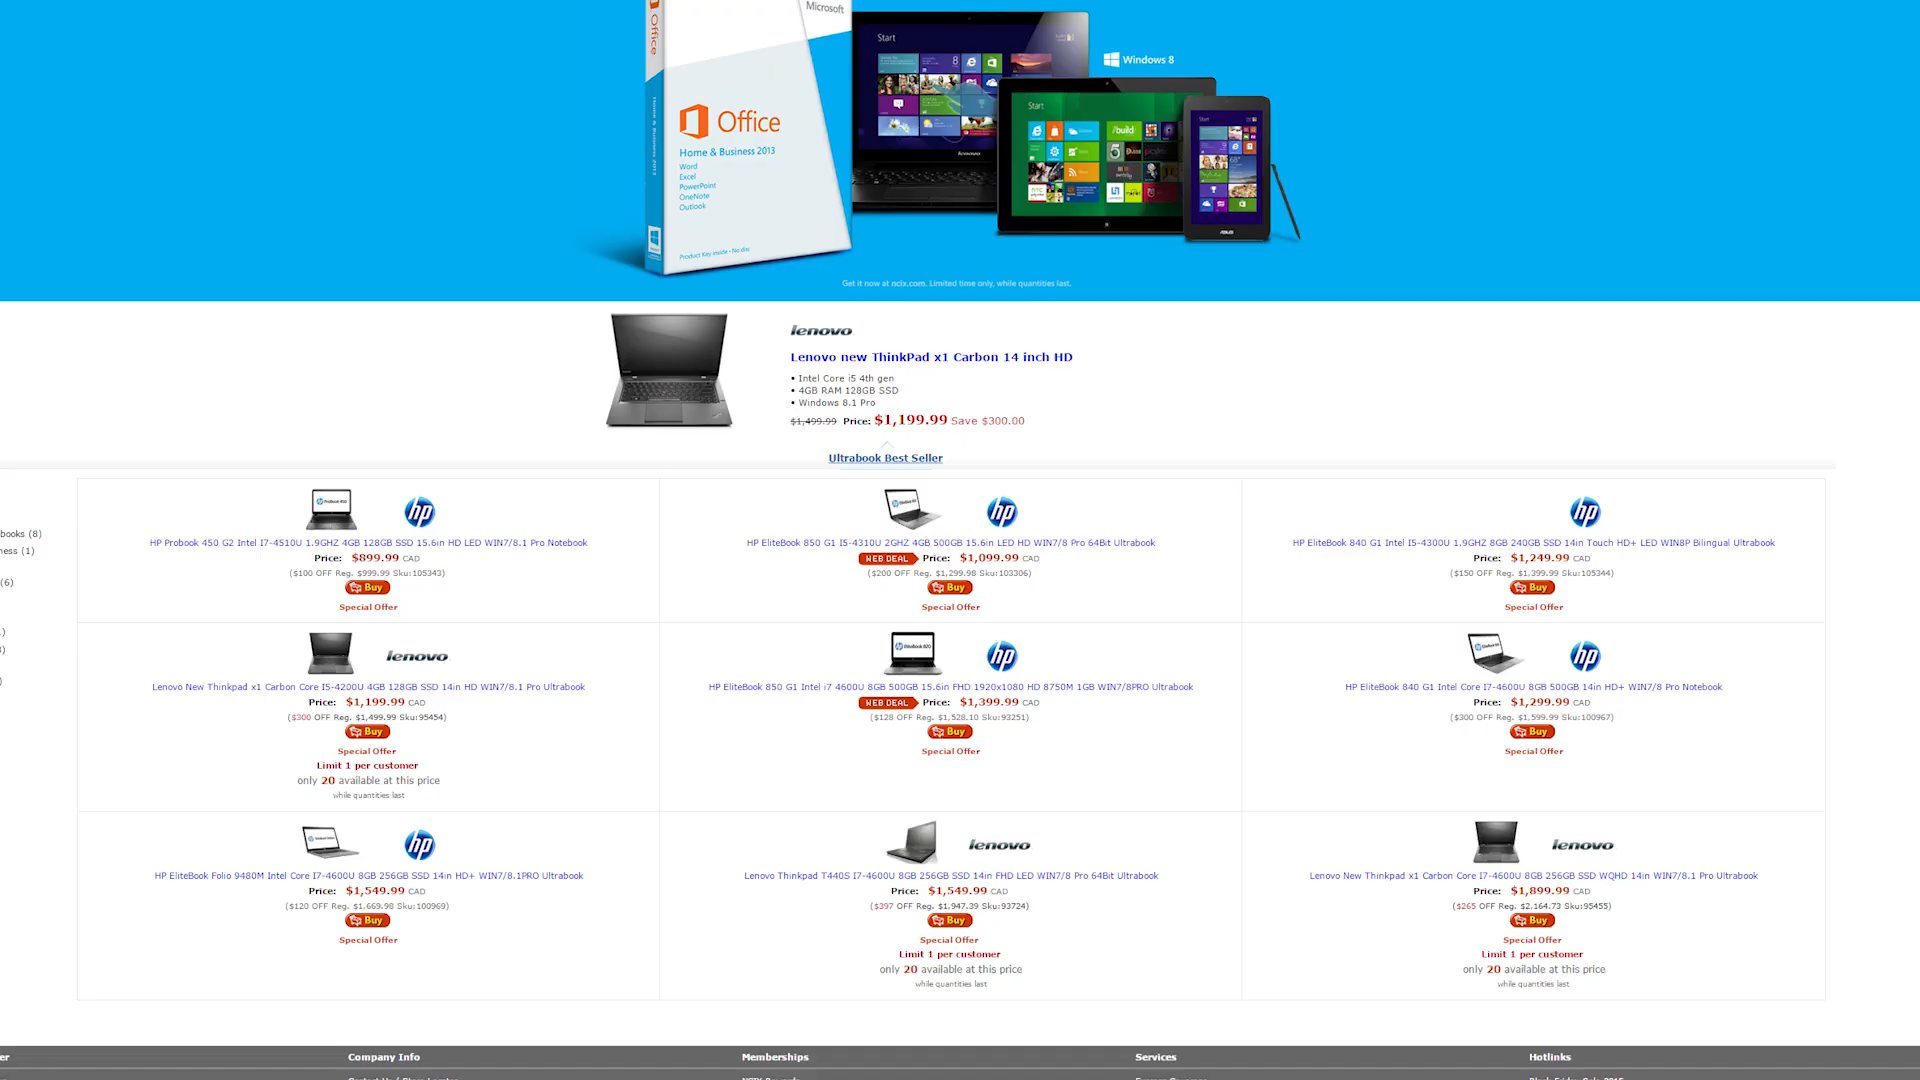 Microsoft
Office
Home & Business 2013
Office
Home & Business 2013
Word
Excel
PowerPoint
OneNote
Outlook
Product Key inside • No disc
Start
Lenovo
Start
Start
ASUS
Windows 8
Get it now at ncix.com. Limited time only, while quantities last.
lenovo
Lenovo new ThinkPad x1 Carbon 14 inch HD
• Intel Core i5 4th gen
• 4GB RAM 128GB SSD
• Windows 8.1 Pro
$1,499.99 Price: $1,199.99 Save $300.00
Ultrabook Best Seller
books (8)
ness (1)
(6)
hp
HP Probook 450 G2 Intel I7-4510U 1.9GHZ 4GB 128GB SSD 15.6in HD LED WIN7/8.1 Pro Notebook
Price: $899.99 CAD
($100 OFF Reg. $999.99 Sku:105343)
Buy
Special Offer
hp
HP EliteBook 850 G1 I5-4310U 2GHZ 4GB 500GB 15.6in LED HD WIN7/8 Pro 64Bit Ultrabook
WEB DEAL Price: $1,099.99 CAD
($200 OFF Reg. $1,299.98 Sku:103306)
Buy
Special Offer
hp
HP EliteBook 840 G1 Intel I5-4300U 1.9GHZ 8GB 240GB SSD 14in Touch HD+ LED WIN8P Bilingual Ultrabook
Price: $1,249.99 CAD
($150 OFF Reg. $1,399.99 Sku:105344)
Buy
Special Offer
lenovo
Lenovo New Thinkpad x1 Carbon Core I5-4200U 4GB 128GB SSD 14in HD WIN7/8.1 Pro Ultrabook
Price: $1,199.99 CAD
($300 OFF Reg. $1,499.99 Sku:95454)
Buy
Special Offer
Limit 1 per customer
only 20 available at this price
while quantities last
hp
HP EliteBook 850 G1 Intel i7 4600U 8GB 500GB 15.6in FHD 1920x1080 HD 8750M 1GB WIN7/8PRO Ultrabook
WEB DEAL Price: $1,399.99 CAD
($128 OFF Reg. $1,528.10 Sku:93251)
Buy
Special Offer
hp
HP EliteBook 840 G1 Intel Core I7-4600U 8GB 500GB 14in HD+ WIN7/8 Pro Notebook
Price: $1,299.99 CAD
($300 OFF Reg. $1,599.99 Sku:100967)
Buy
Special Offer
hp
HP EliteBook Folio 9480M Intel Core I7-4600U 8GB 256GB SSD 14in HD+ WIN7/8.1PRO Ultrabook
Price: $1,549.99 CAD
($120 OFF Reg. $1,669.98 Sku:100969)
Buy
Special Offer
lenovo
Lenovo Thinkpad T440S I7-4600U 8GB 256GB SSD 14in FHD LED WIN7/8 Pro 64Bit Ultrabook
Price: $1,549.99 CAD
($397 OFF Reg. $1,947.39 Sku:93724)
Buy
Special Offer
Limit 1 per customer
only 20 available at this price
while quantities last
lenovo
Lenovo New Thinkpad x1 Carbon Core I7-4600U 8GB 256GB SSD WQHD 14in WIN7/8.1 Pro Ultrabook
Price: $1,899.99 CAD
($265 OFF Reg. $2,164.73 Sku:95455)
Buy
Special Offer
Limit 1 per customer
only 20 available at this price
while quantities last
er
Company Info
Memberships
Services
Hotlinks